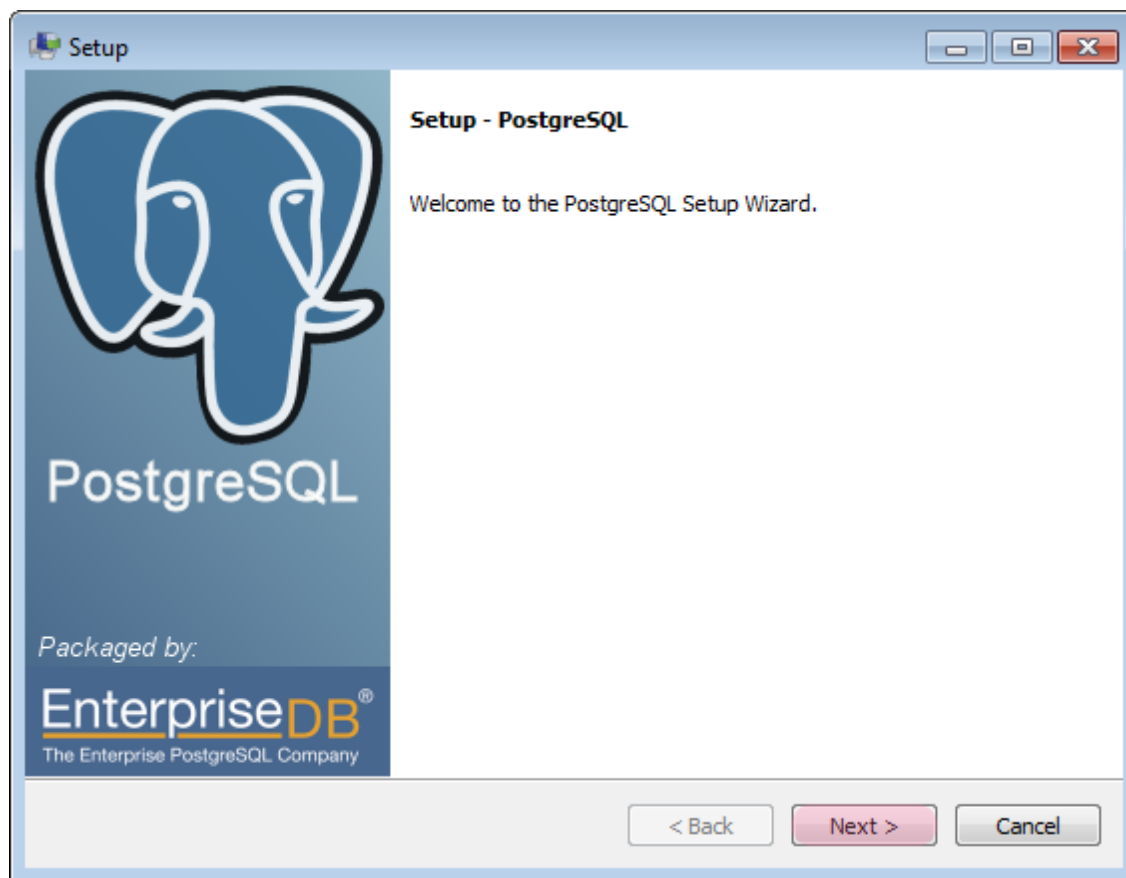 Setup
Setup - PostgreSQL
Welcome to the PostgreSQL Setup Wizard.
PostgreSQL
Packaged by:
EnterpriseDB®
The Enterprise PostgreSQL Company
< Back
Next >
Cancel